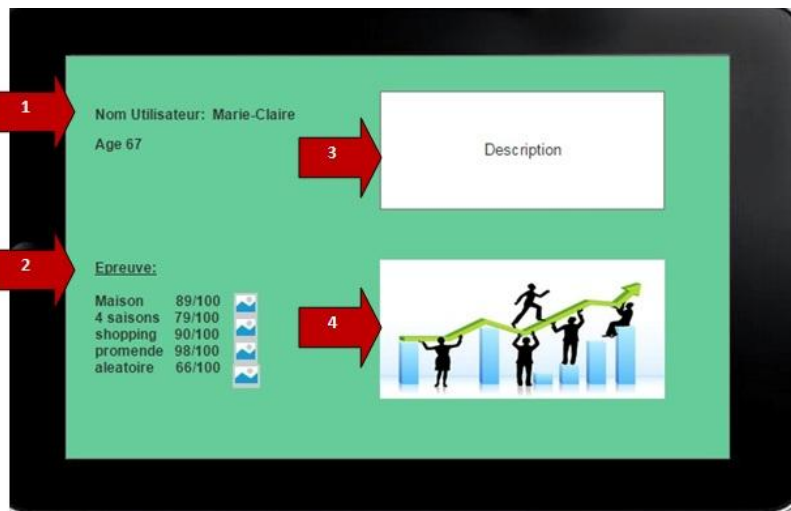 1
Nom Utilisateur: Marie-Claire
Age 67
3
Description
2
Epreuve:
Maison 89/100
4 saisons 79/100
shopping 90/100
promende 98/100
aleatoire 66/100
4